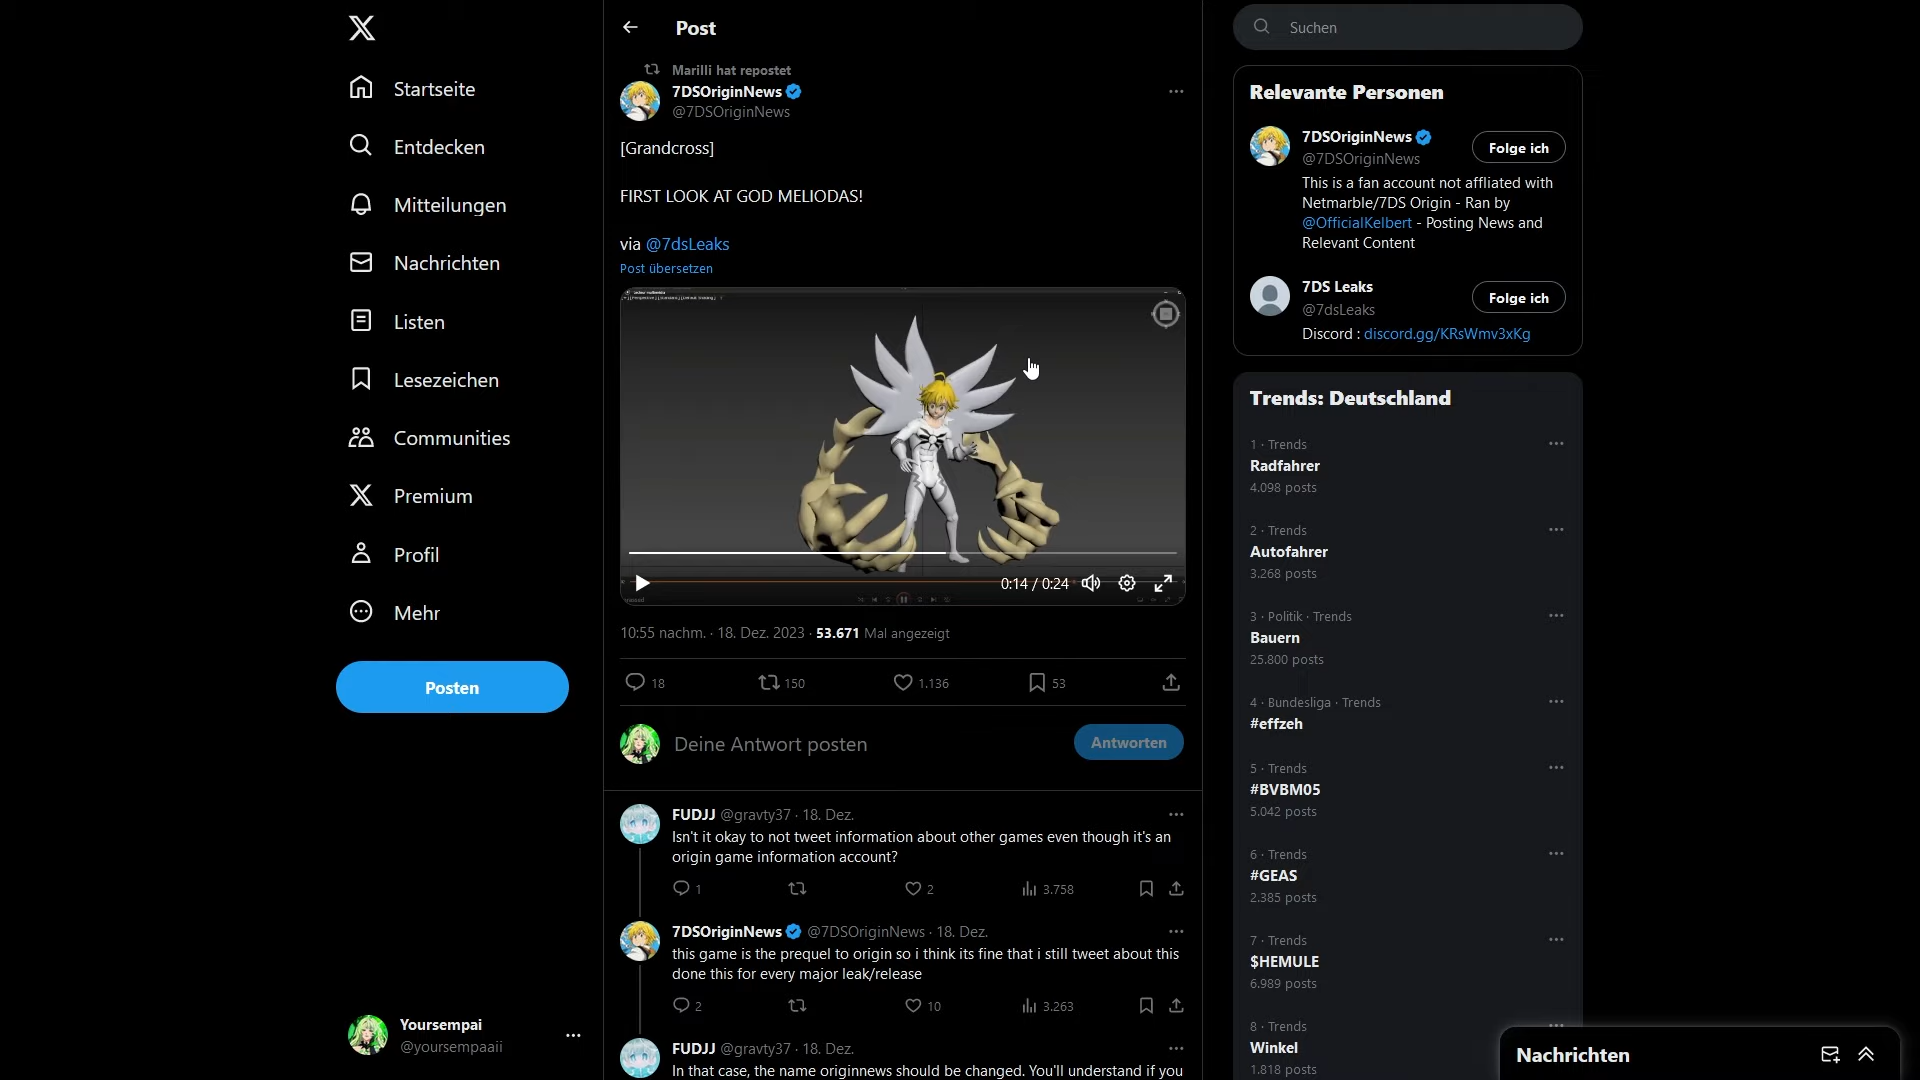 Startseite
Entdecken
Mitteilungen
Nachrichten
Listen
Lesezeichen
Communities
Premium
Profil
Mehr
Posten
Yoursempai
@yoursempaaii
Post
Marilli hat repostet
7DSOriginNews
@7DSOriginNews
[Grandcross]
FIRST LOOK AT GOD MELIODAS!
via @7dsLeaks
Post übersetzen
0:14 / 0:24
10:55 nachm. · 18. Dez. 2023 · 53.671 Mal angezeigt
18
150
1.136
53
Deine Antwort posten
Antworten
FUDJJ @gravty37 · 18. Dez.
Isn't it okay to not tweet information about other games even though it's an
origin game information account?
1
2
3.758
7DSOriginNews @7DSOriginNews · 18. Dez.
this game is the prequel to origin so i think its fine that i still tweet about this
done this for every major leak/release
2
10
3.263
FUDJJ @gravty37 · 18. Dez.
In that case, the name originnews should be changed. You'll understand if you
Suchen
Relevante Personen
7DSOriginNews
@7DSOriginNews
Folge ich
This is a fan account not affliated with
Netmarble/7DS Origin - Ran by
@OfficialKelbert - Posting News and
Relevant Content
7DS Leaks
@7dsLeaks
Folge ich
Discord : discord.gg/KRsWmv3xKg
Trends: Deutschland
1 · Trends
Radfahrer
4.098 posts
2 · Trends
Autofahrer
3.268 posts
3 · Politik · Trends
Bauern
25.800 posts
4 · Bundesliga · Trends
#effzeh
5 · Trends
#BVBM05
5.042 posts
6 · Trends
#GEAS
2.385 posts
7 · Trends
$HEMULE
6.989 posts
8 · Trends
Winkel
1.818 posts
Nachrichten